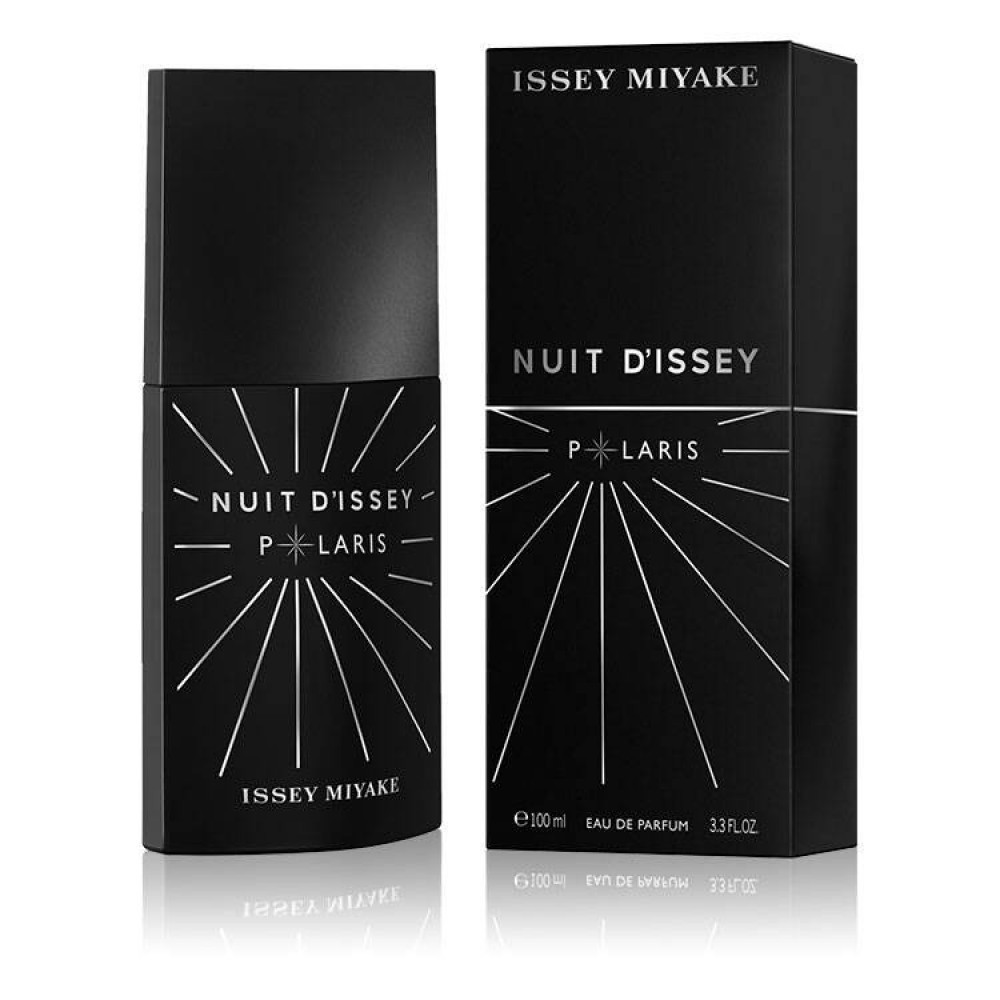 NUIT D'ISSEY
P LARIS
ISSEY MIYAKE
ISSEY MIYAKE
NUIT D'ISSEY
P LARIS
℮100 ml EAU DE PARFUM 3.3 FL.OZ.